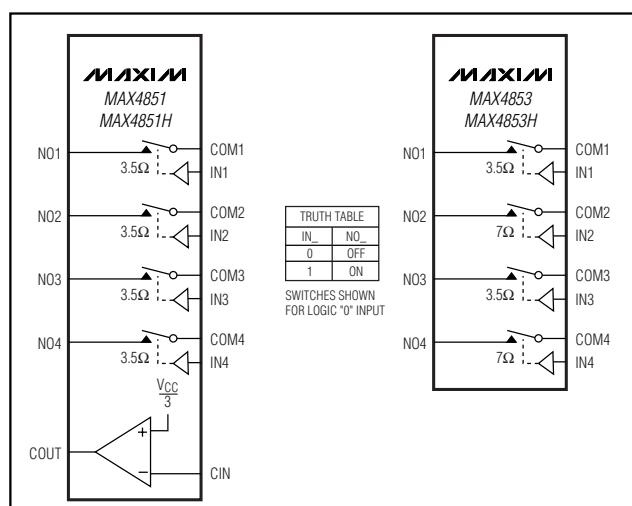 MAXIM
MAX4851
MAX4851H
NO1
COM1
3.5Ω
IN1
NO2
COM2
3.5Ω
IN2
NO3
COM3
3.5Ω
IN3
NO4
COM4
3.5Ω
IN4
VCC
3
+
COUT
−
CIN
TRUTH TABLE
IN_ NO_
0 OFF
1 ON
SWITCHES SHOWN
FOR LOGIC "0" INPUT
MAXIM
MAX4853
MAX4853H
NO1
COM1
3.5Ω
IN1
NO2
COM2
7Ω
IN2
NO3
COM3
3.5Ω
IN3
NO4
COM4
7Ω
IN4